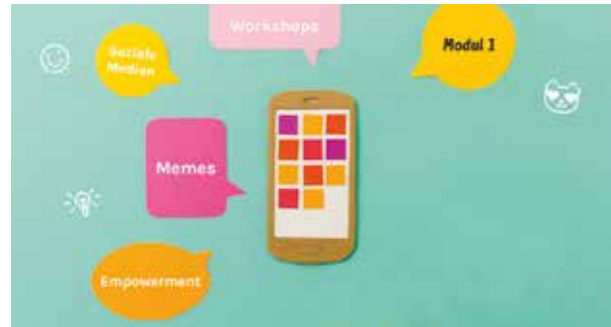 Workshops
Soziale
Medien
Modul 1
Memes
Empowerment